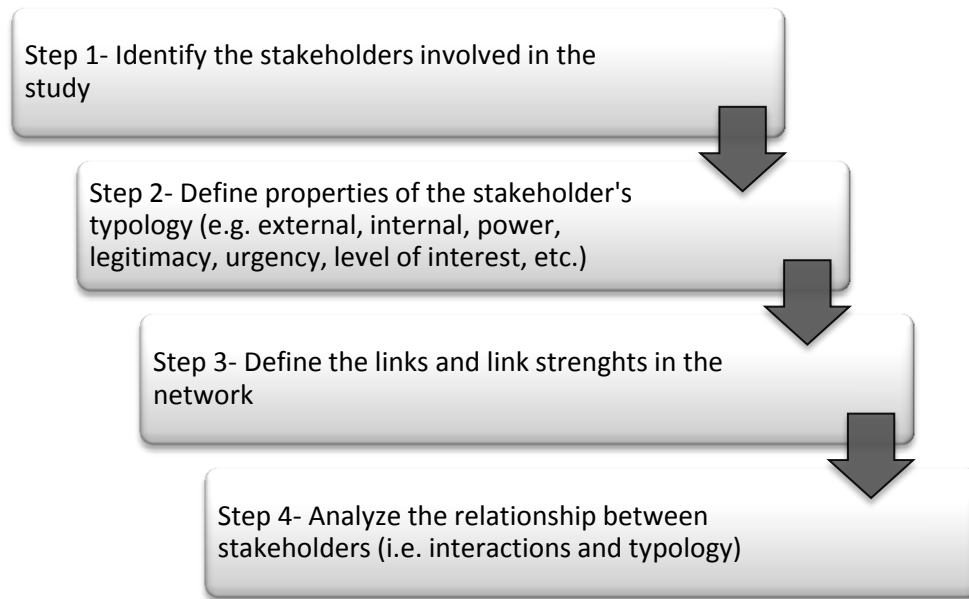 Step 1- Identify the stakeholders involved in the
study
Step 2- Define properties of the stakeholder's
typology (e.g. external, internal, power,
legitimacy, urgency, level of interest, etc.)
Step 3- Define the links and link strenghts in the
network
Step 4- Analyze the relationship between
stakeholders (i.e. interactions and typology)